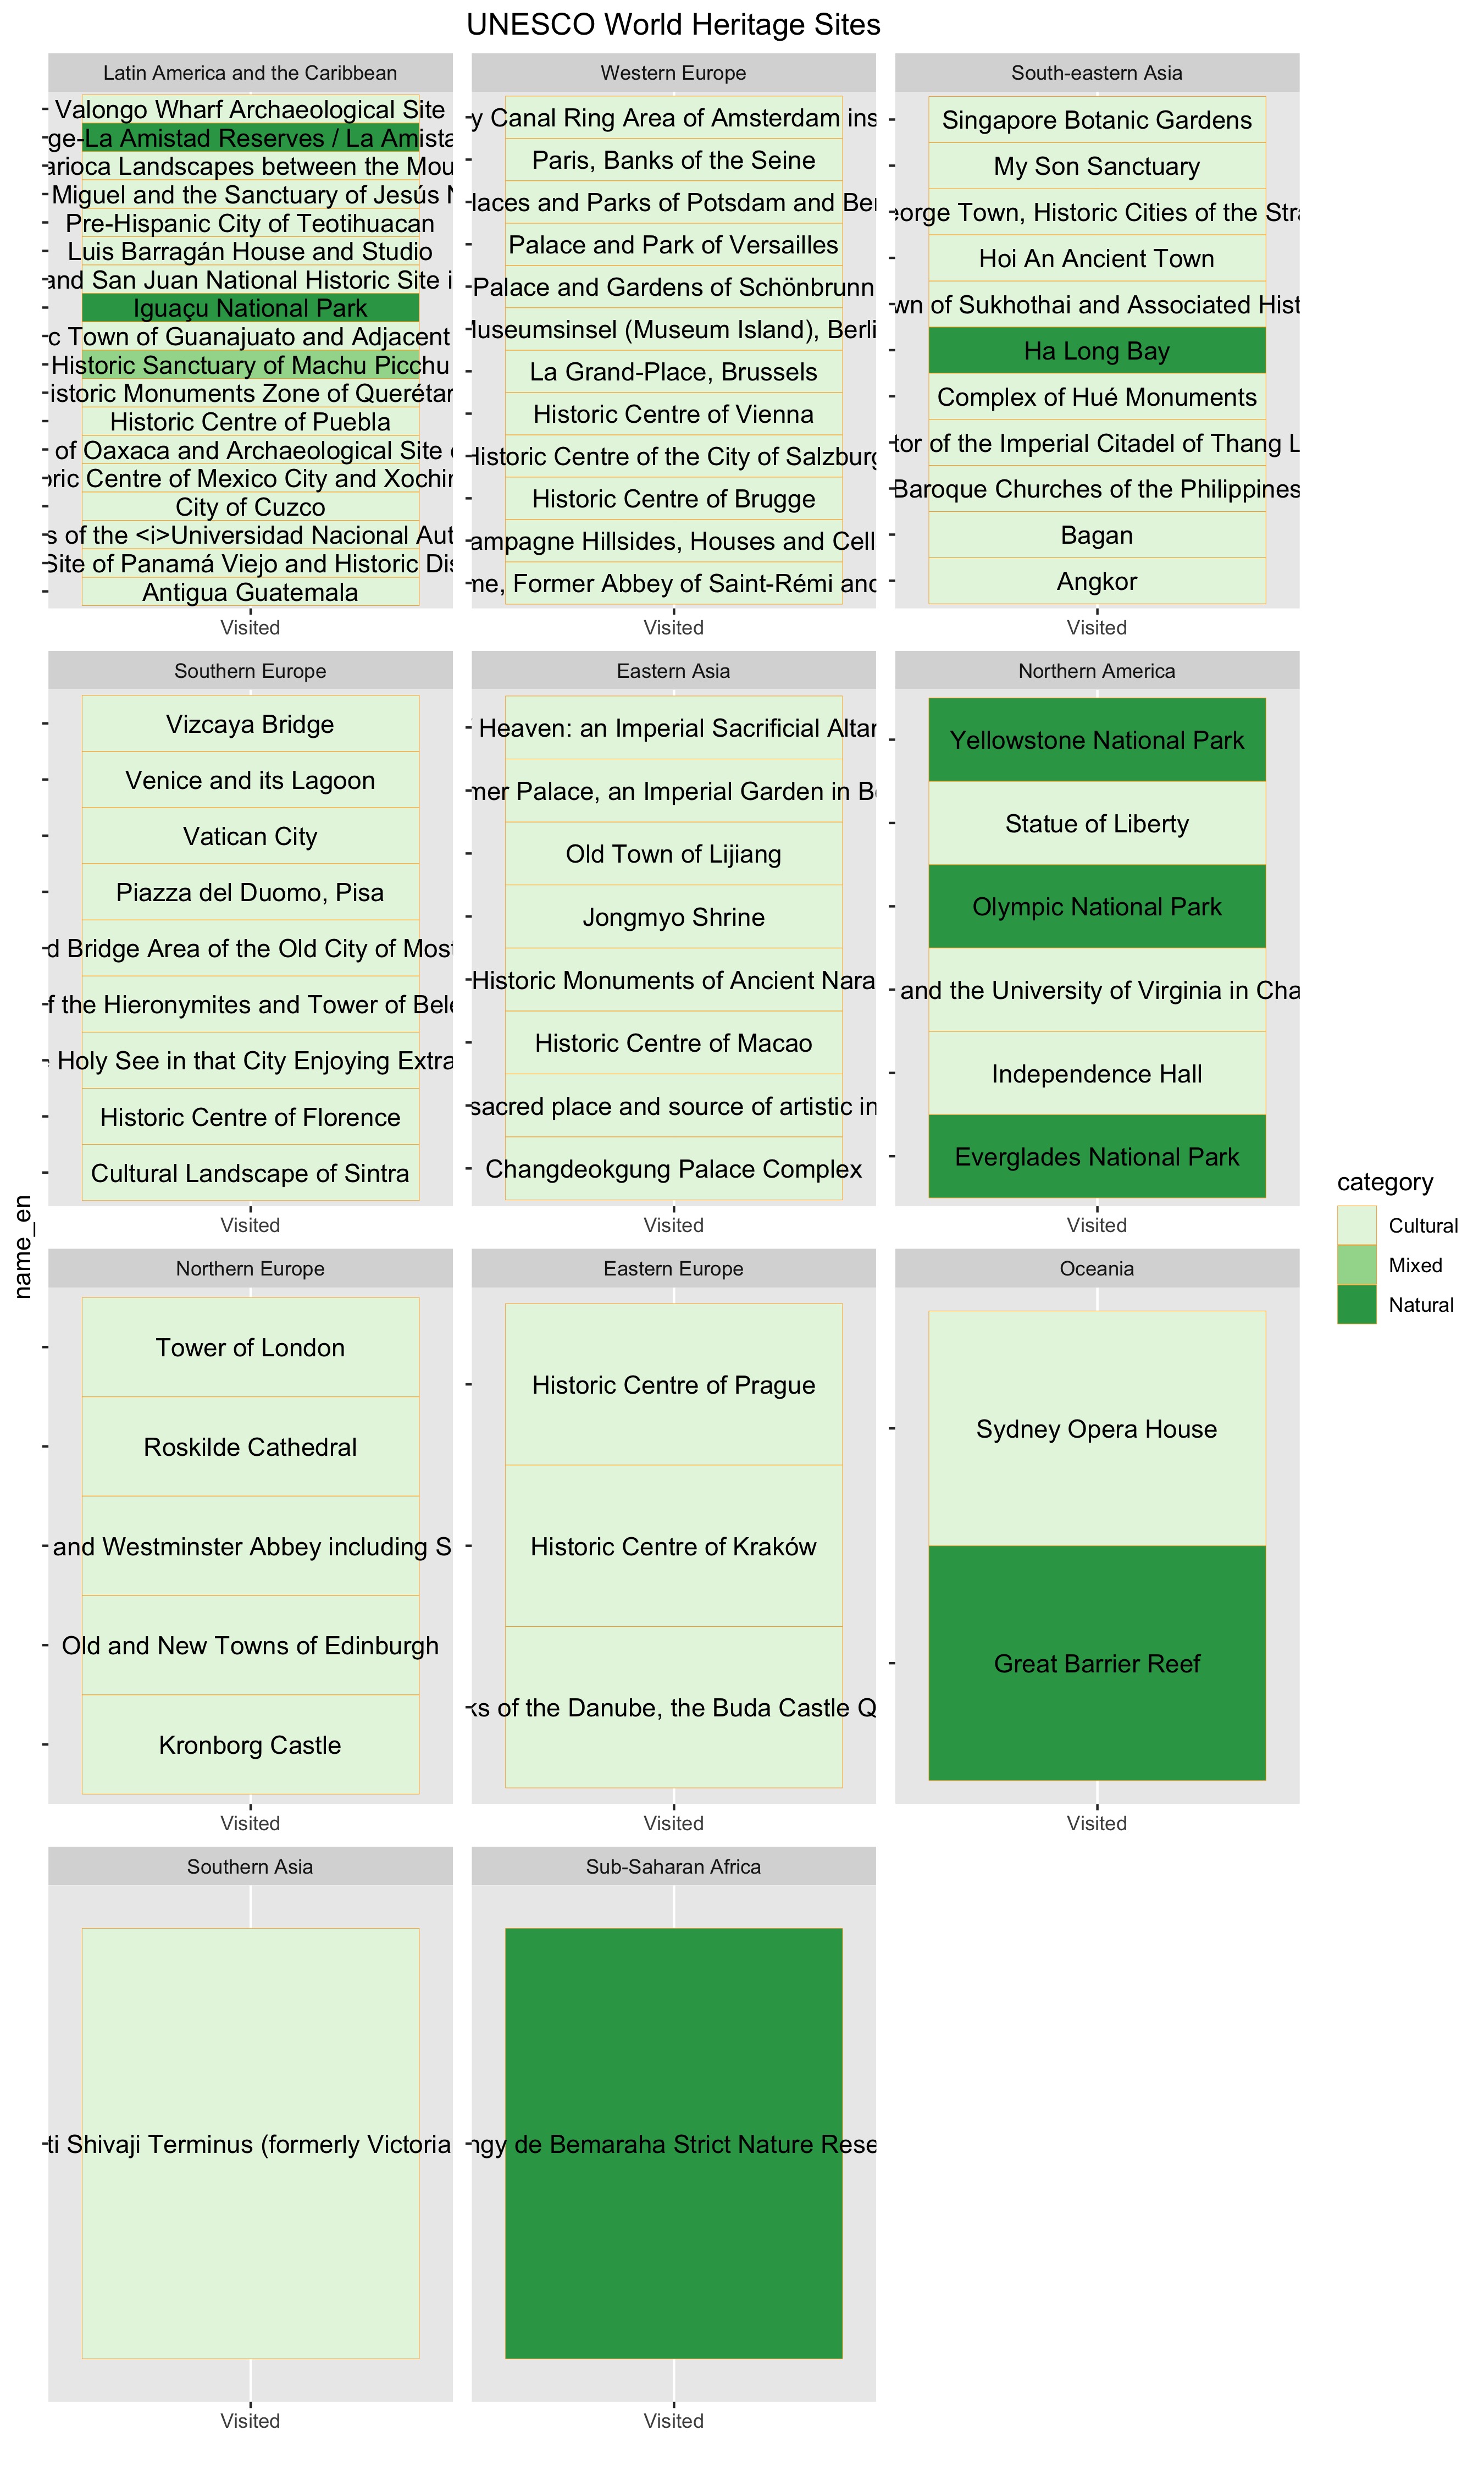 UNESCO World Heritage Sites
Latin America and the Caribbean
Valongo Wharf Archaeological Site
ge-La Amistad Reserves / La Amista
arioca Landscapes between the Mou
Miguel and the Sanctuary of Jesús N
Pre-Hispanic City of Teotihuacan
Luis Barragán House and Studio
and San Juan National Historic Site i
Iguaçu National Park
c Town of Guanajuato and Adjacent
Historic Sanctuary of Machu Picchu
istoric Monuments Zone of Querétar
Historic Centre of Puebla
of Oaxaca and Archaeological Site
oric Centre of Mexico City and Xochim
City of Cuzco
s of the <i>Universidad Nacional Aut
Site of Panamá Viejo and Historic Dis
Antigua Guatemala
Visited
Western Europe
y Canal Ring Area of Amsterdam ins
Paris, Banks of the Seine
laces and Parks of Potsdam and Ber
Palace and Park of Versailles
Palace and Gardens of Schönbrunn
Museumsinsel (Museum Island), Berli
La Grand-Place, Brussels
Historic Centre of Vienna
Historic Centre of the City of Salzburg
Historic Centre of Brugge
ampagne Hillsides, Houses and Cell
me, Former Abbey of Saint-Rémi and
Visited
South-eastern Asia
Singapore Botanic Gardens
My Son Sanctuary
eorge Town, Historic Cities of the Stra
Hoi An Ancient Town
wn of Sukhothai and Associated Hist
Ha Long Bay
Complex of Hué Monuments
tor of the Imperial Citadel of Thang L
Baroque Churches of the Philippines
Bagan
Angkor
Visited
Southern Europe
Vizcaya Bridge
Venice and its Lagoon
Vatican City
Piazza del Duomo, Pisa
d Bridge Area of the Old City of Most
f the Hieronymites and Tower of Bele
Holy See in that City Enjoying Extra
Historic Centre of Florence
Cultural Landscape of Sintra
Visited
Eastern Asia
Heaven: an Imperial Sacrificial Altar
mer Palace, an Imperial Garden in Be
Old Town of Lijiang
Jongmyo Shrine
Historic Monuments of Ancient Nara
Historic Centre of Macao
sacred place and source of artistic in
Changdeokgung Palace Complex
Visited
Northern America
Yellowstone National Park
Statue of Liberty
Olympic National Park
and the University of Virginia in Cha
Independence Hall
Everglades National Park
Visited
Northern Europe
Tower of London
Roskilde Cathedral
and Westminster Abbey including S
Old and New Towns of Edinburgh
Kronborg Castle
Visited
Eastern Europe
Historic Centre of Prague
Historic Centre of Kraków
ks of the Danube, the Buda Castle Q
Visited
Oceania
Sydney Opera House
Great Barrier Reef
Visited
Southern Asia
ti Shivaji Terminus (formerly Victoria
Visited
Sub-Saharan Africa
ngy de Bemaraha Strict Nature Rese
Visited
name_en
category
Cultural
Mixed
Natural